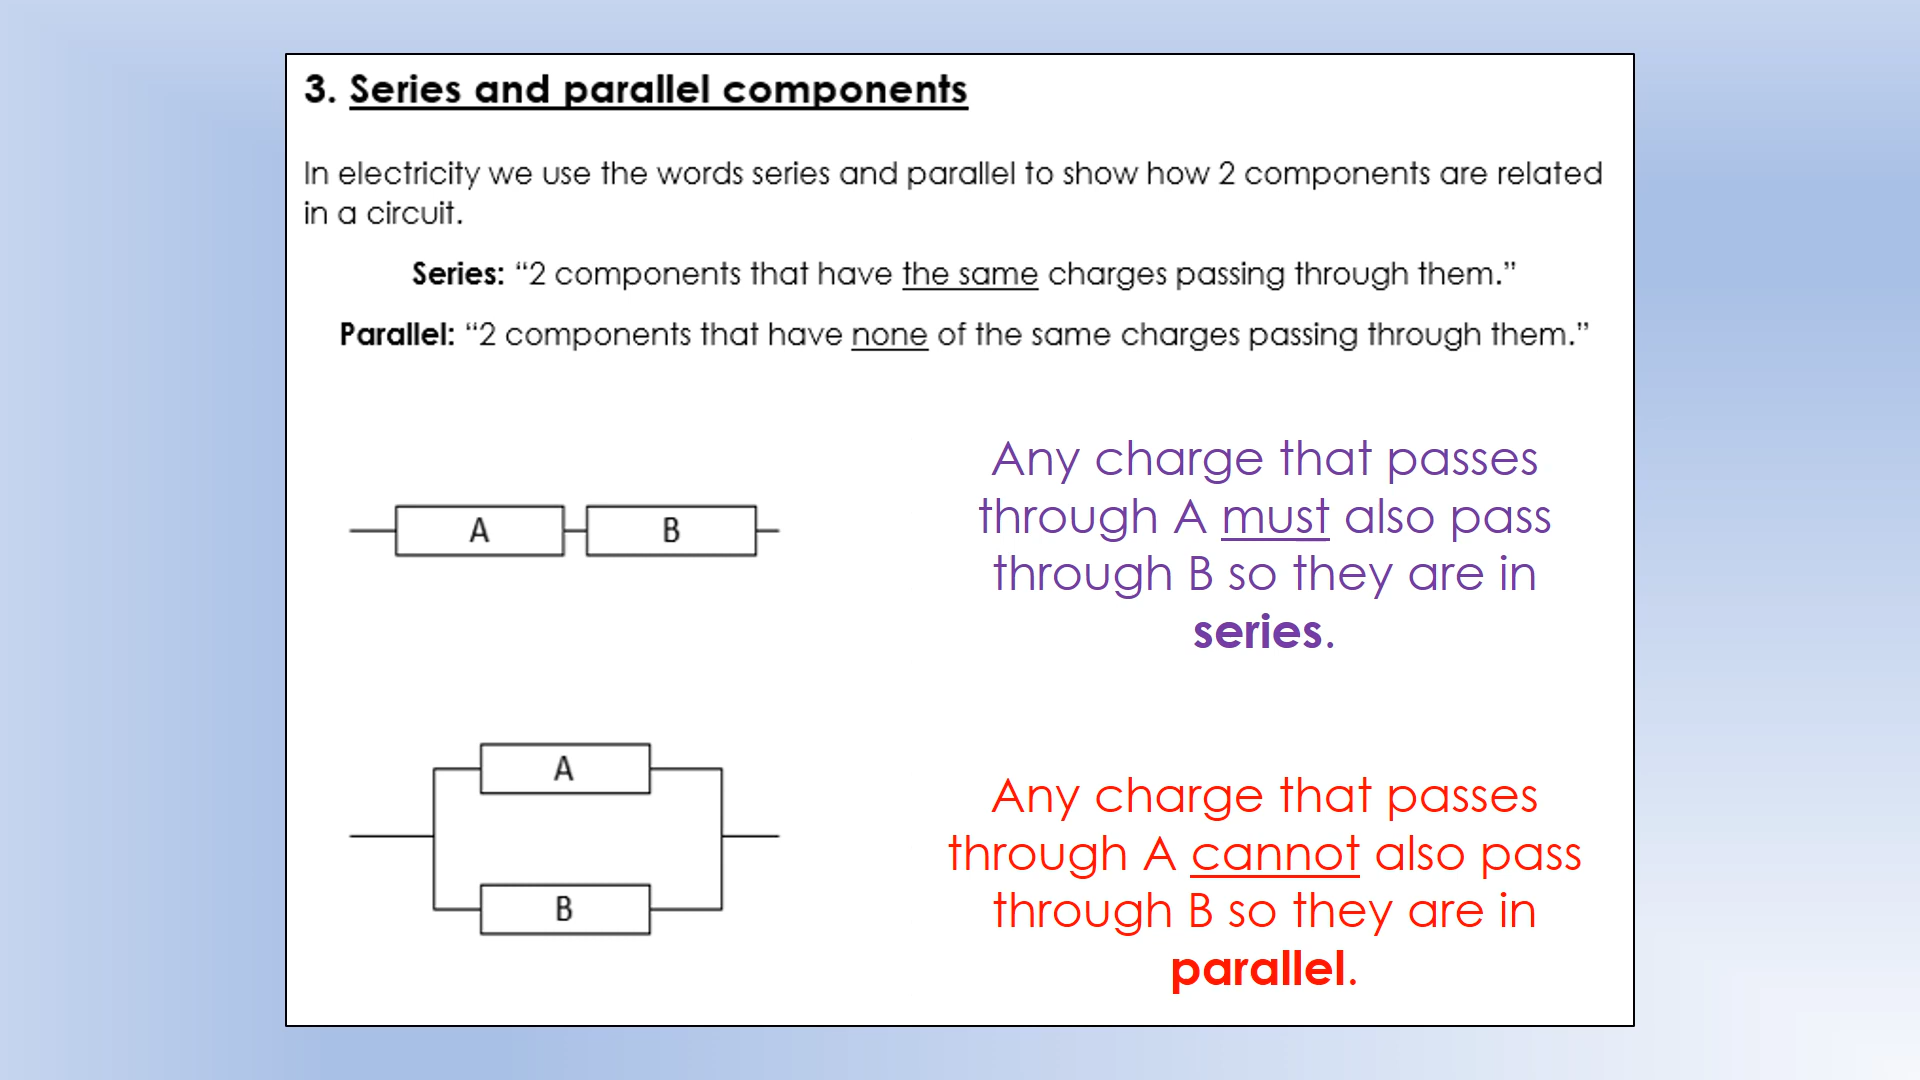 3. Series and parallel components
In electricity we use the words series and parallel to show how 2 components are related
in a circuit.
Series: “2 components that have the same charges passing through them.”
Parallel: “2 components that have none of the same charges passing through them.”
Any charge that passes
through A must also pass
through B so they are in
series.
A B
Any charge that passes
through A cannot also pass
through B so they are in
parallel.
A
B